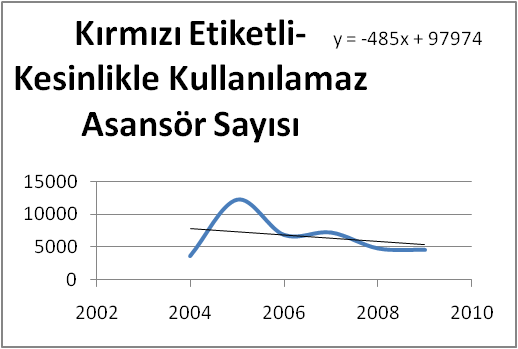 Kırmızı Etiketli-
Kesinlikle Kullanılamaz
Asansör Sayısı
y = -485x + 97974
15000
10000
5000
0
2002 2004 2006 2008 2010